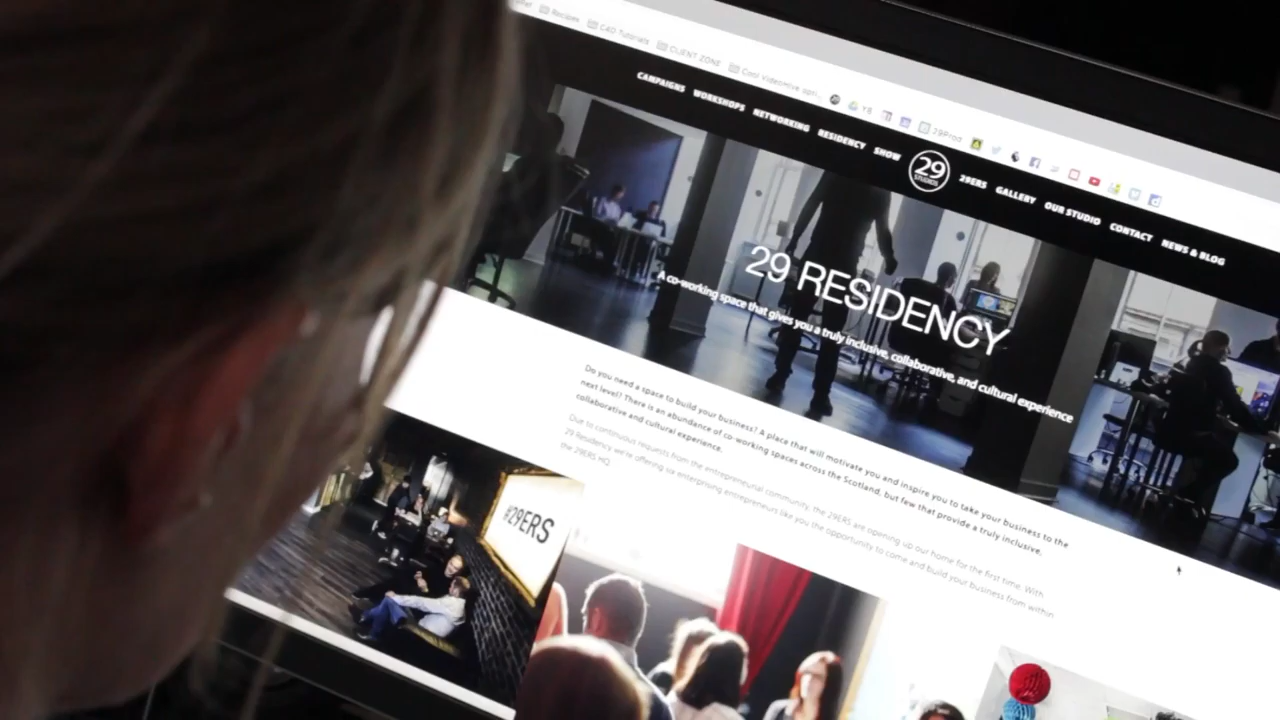 Recipes
C4D Tutorials
CLIENT ZONE
Cool Videohive
YB
29Prod
CAMPAIGNS WORKSHOPS NETWORKING RESIDENCY SHOW 29 STUDIOS 29ERS GALLERY OUR STUDIO CONTACT NEWS & BLOG
29 RESIDENCY
A co-working space that gives you a truly inclusive, collaborative, and cultural experience
Do you need a space to build your business? A place that will motivate you and inspire you to take your business to the
next level? There is an abundance of co-working spaces across the Scotland, but few that provide a truly inclusive,
collaborative and cultural experience.
Due to continuous requests from the entrepreneurial community, the 29ERS are opening up our home for the first time. With
29 Residency we're offering six enterprising entrepreneurs like you the opportunity to come and build your business from within
the 29ERS HQ.
#29ERS